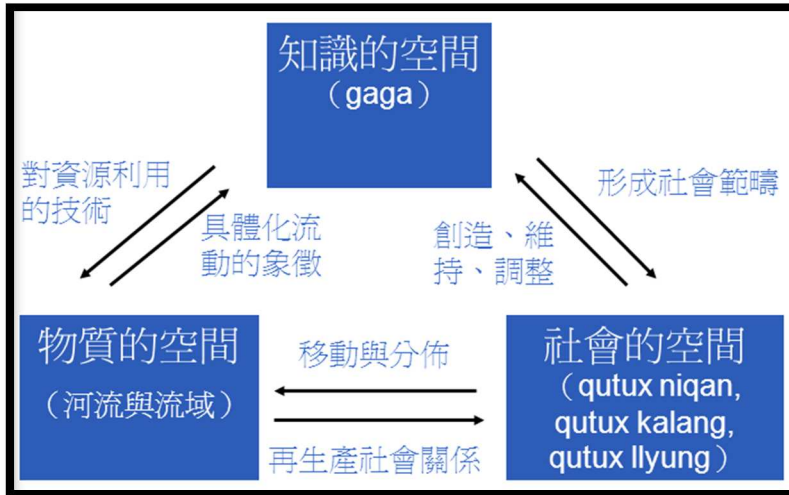 知識的空間
（gaga）
對資源利用
的技術
具體化流
動的象徵
創造、維
持、調整
形成社會範疇
物質的空間
（河流與流域）
移動與分佈
再生產社會關係
社會的空間
（qutux niqan,
qutux kalang,
qutux llyung）